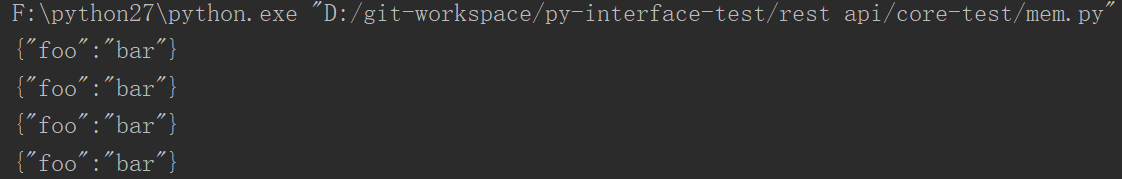 F:\python27\python.exe "D:/git-workspace/py-interface-test/rest api/core-test/mem.py"
{"foo":"bar"}
{"foo":"bar"}
{"foo":"bar"}
{"foo":"bar"}